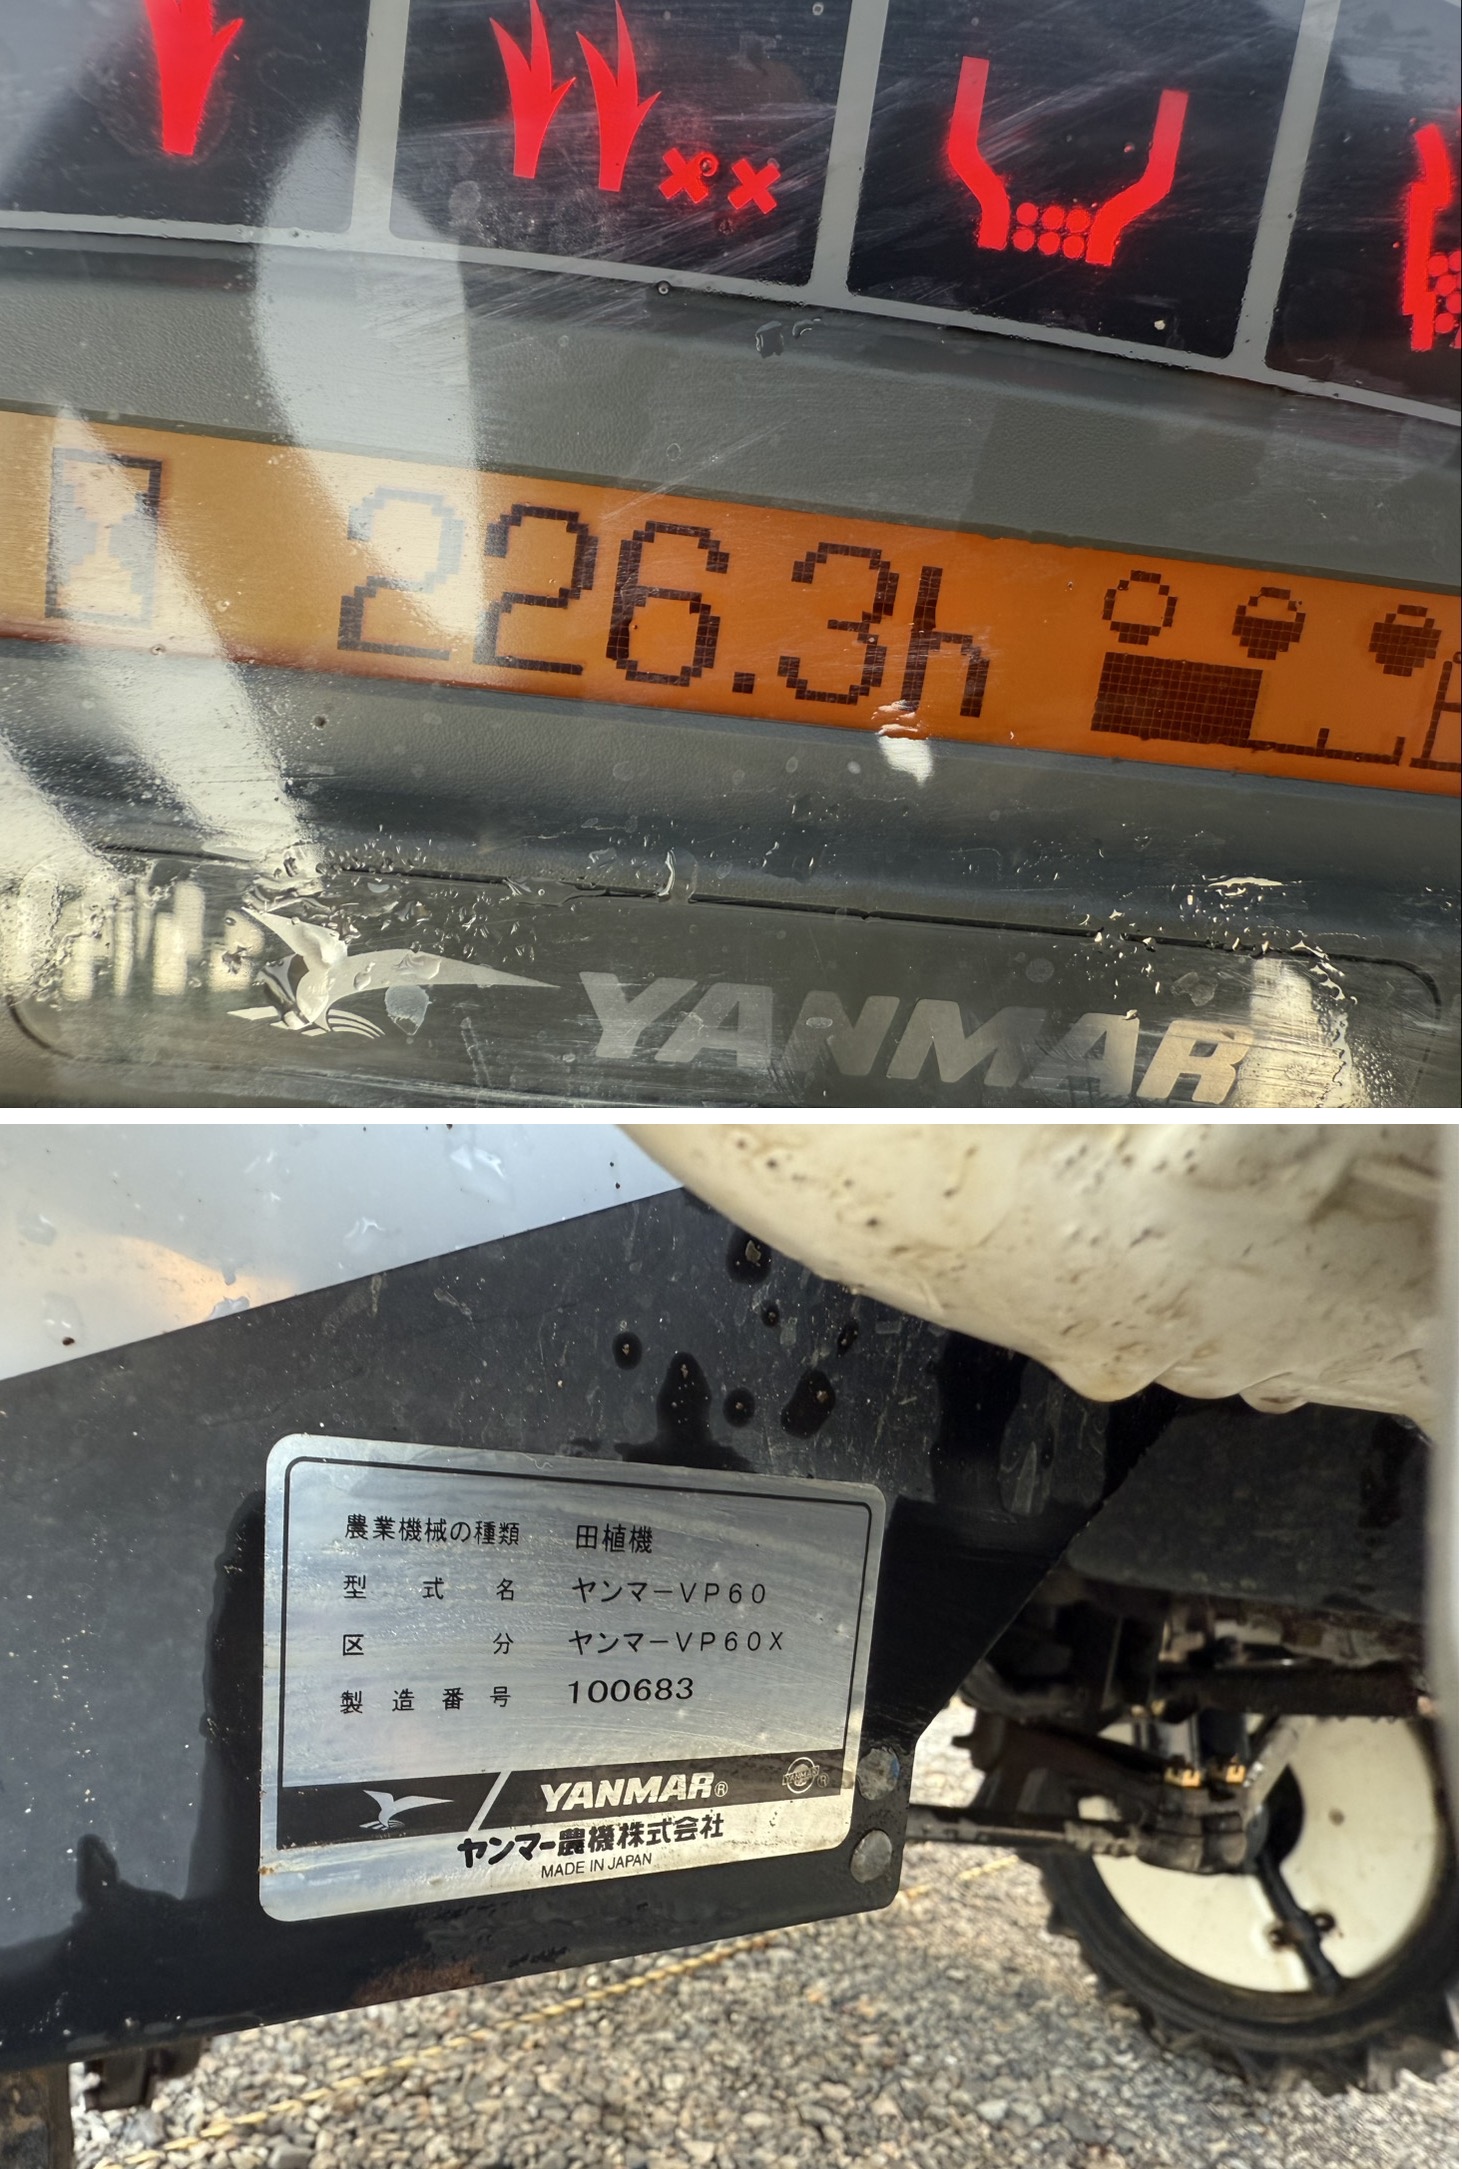 226.3h
YANMAR
農業機械の種類 田植機
型式名 ヤンマーVP60
区分 ヤンマーVP60X
製造番号 100683
YANMAR®
ヤンマー農機株式会社
MADE IN JAPAN